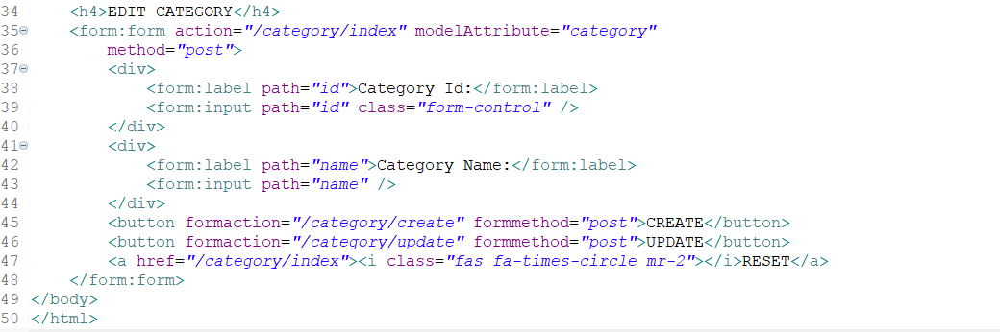 34 <h4>EDIT CATEGORY</h4>
35 <form:form action="/category/index" modelAttribute="category"
36 method="post">
37 <div>
38 <form:label path="id">Category Id:</form:label>
39 <form:input path="id" class="form-control" />
40 </div>
41 <div>
42 <form:label path="name">Category Name:</form:label>
43 <form:input path="name" />
44 </div>
45 <button formaction="/category/create" formmethod="post">CREATE</button>
46 <button formaction="/category/update" formmethod="post">UPDATE</button>
47 <a href="/category/index"><i class="fas fa-times-circle mr-2"></i>RESET</a>
48 </form:form>
49 </body>
50 </html>